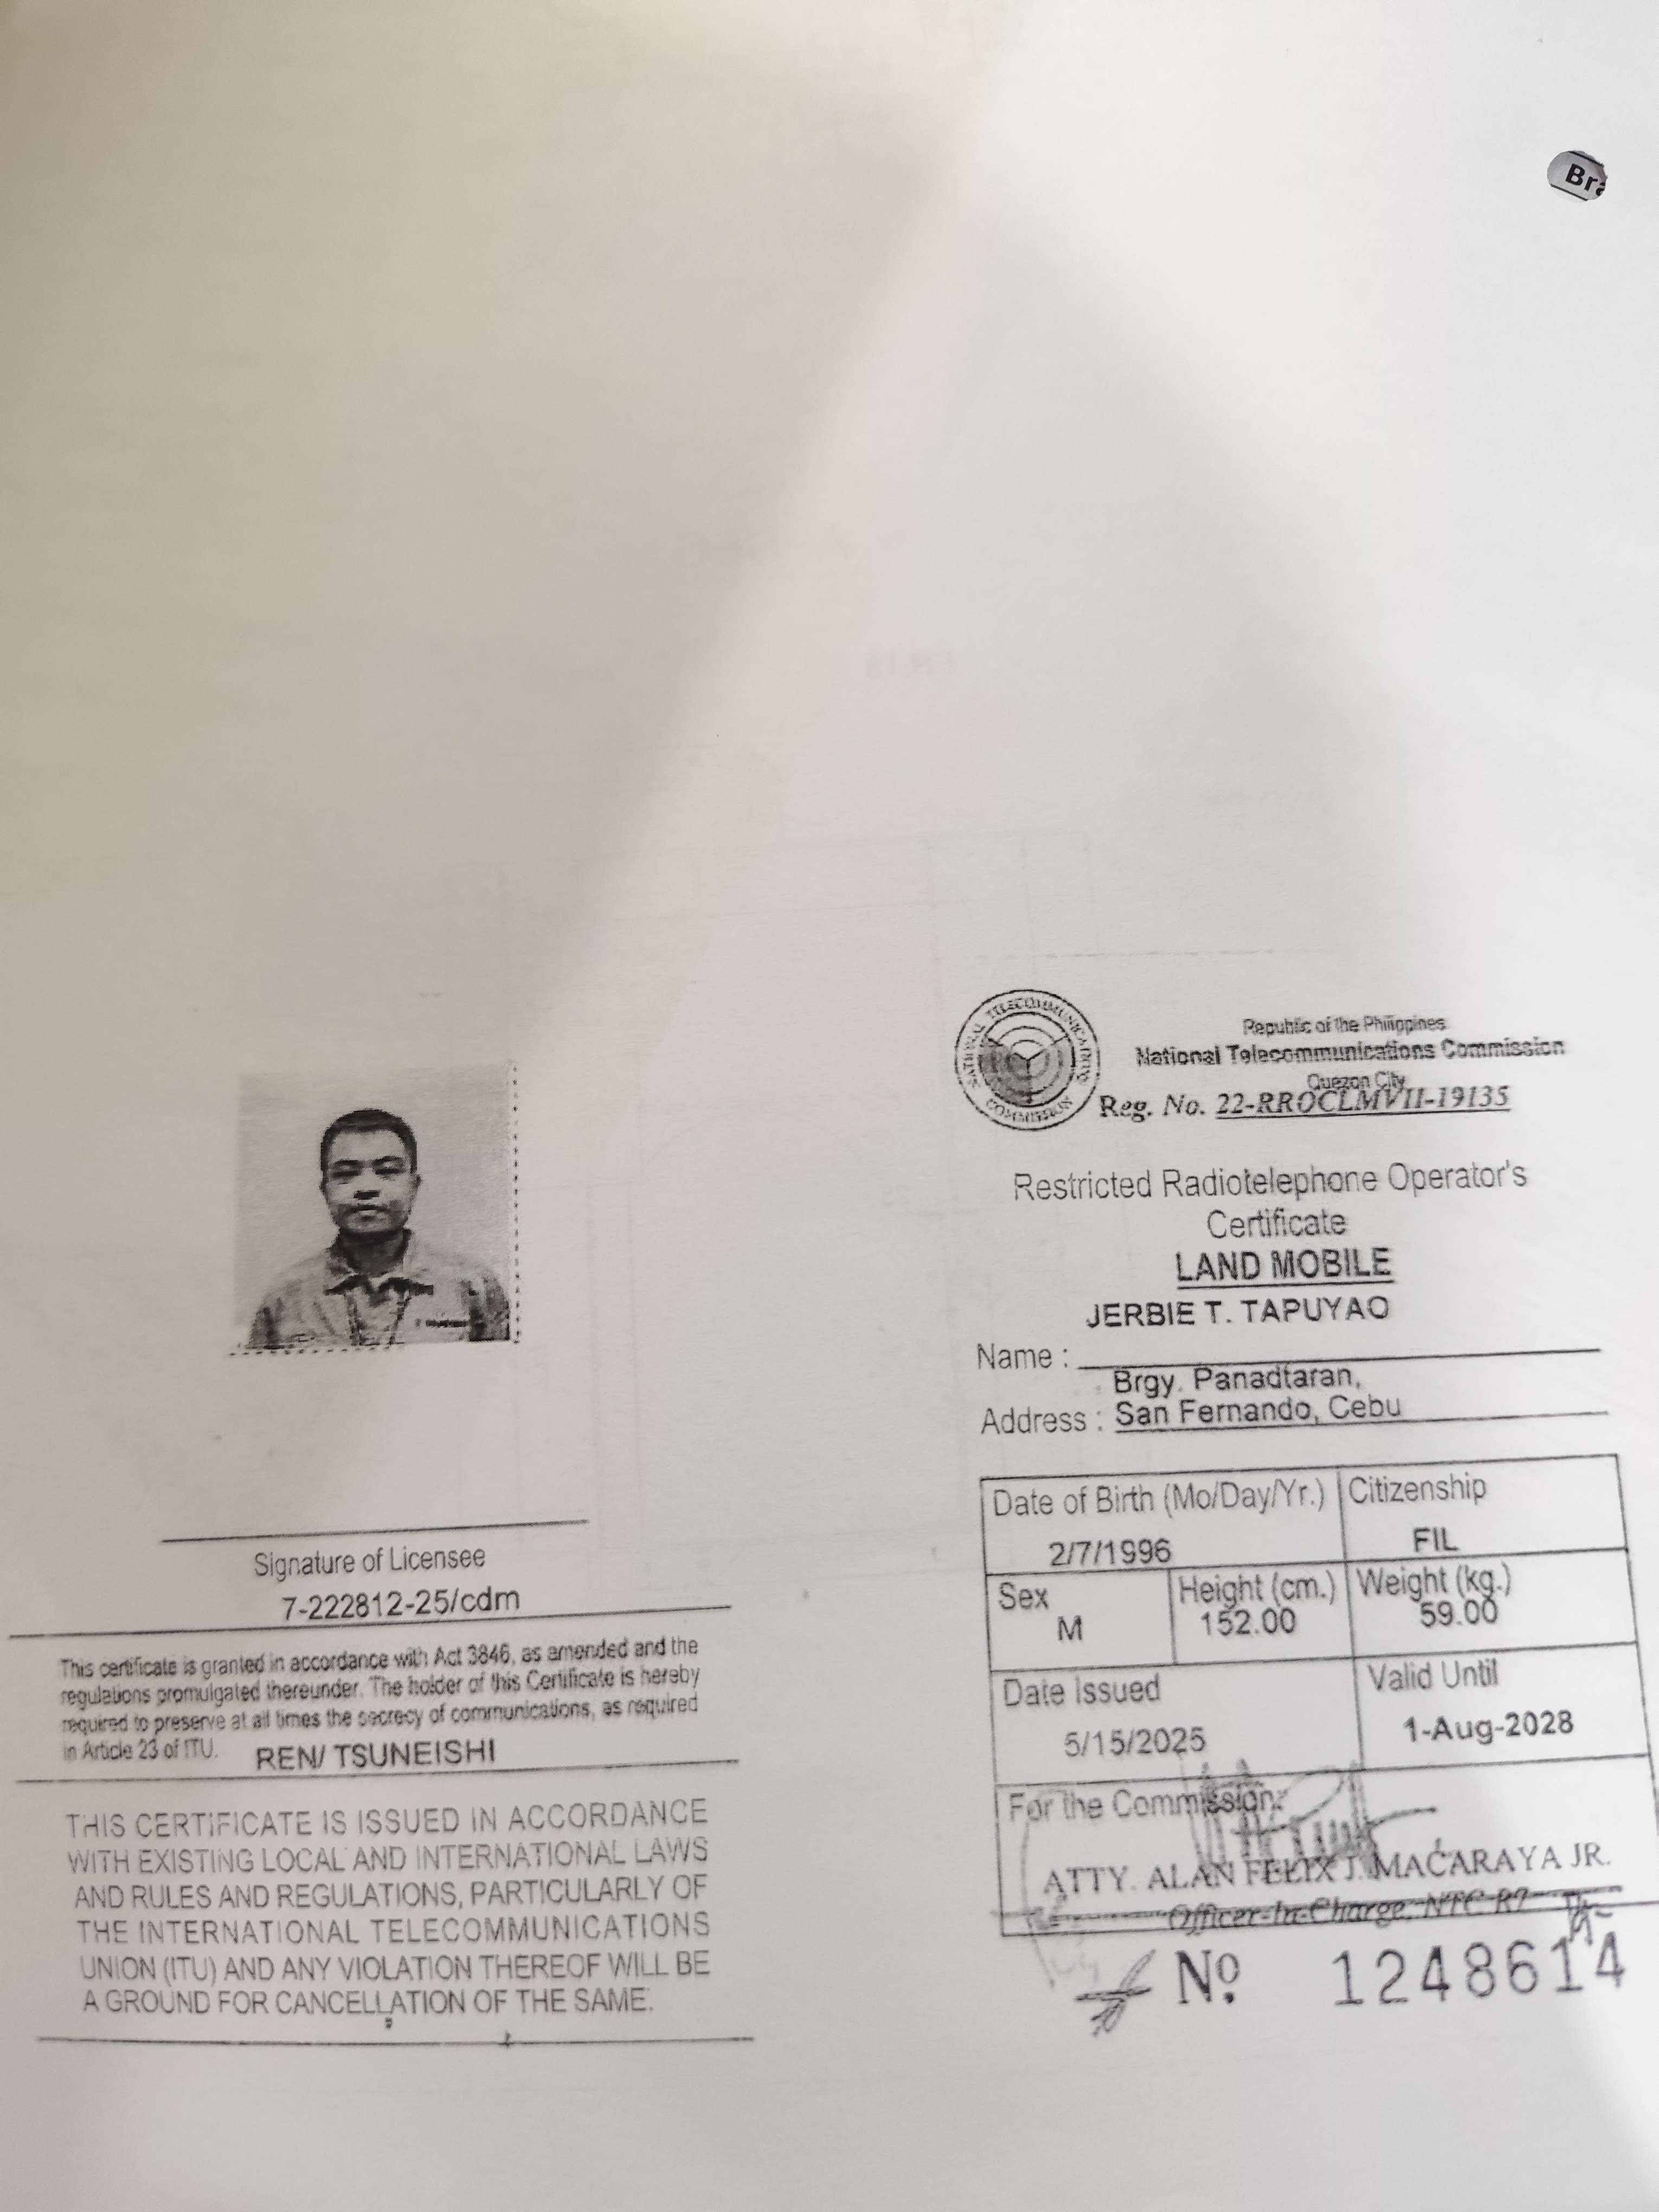 Bra
NATIONAL TELECOMMUNICATIONS COMMISSION
Republic of the Philippines
National Telecommunications Commission
Quezon City
Reg. No. 22-RROCLMVII-19135
Restricted Radiotelephone Operator's
Certificate
LAND MOBILE
JERBIE T. TAPUYAO
Name :
Brgy. Panadtaran,
Address : San Fernando, Cebu
Date of Birth (Mo/Day/Yr.) Citizenship
2/7/1996 FIL
Sex Height (cm.) Weight (kg.)
M 152.00 59.00
Date Issued Valid Until
5/15/2025 1-Aug-2028
For the Commission:
ATTY. ALAN FELIX J. MACARAYA JR.
Officer-In-Charge, NTC-R7
Nº 1248614
Signature of Licensee
7-222812-25/cdm
This certificate is granted in accordance with Act 3846, as amended and the
regulations promulgated thereunder. The holder of this Certificate is hereby
required to preserve at all times the secrecy of communications, as required
in Article 23 of ITU. REN/ TSUNEISHI
THIS CERTIFICATE IS ISSUED IN ACCORDANCE
WITH EXISTING LOCAL AND INTERNATIONAL LAWS
AND RULES AND REGULATIONS, PARTICULARLY OF
THE INTERNATIONAL TELECOMMUNICATIONS
UNION (ITU) AND ANY VIOLATION THEREOF WILL BE
A GROUND FOR CANCELLATION OF THE SAME.